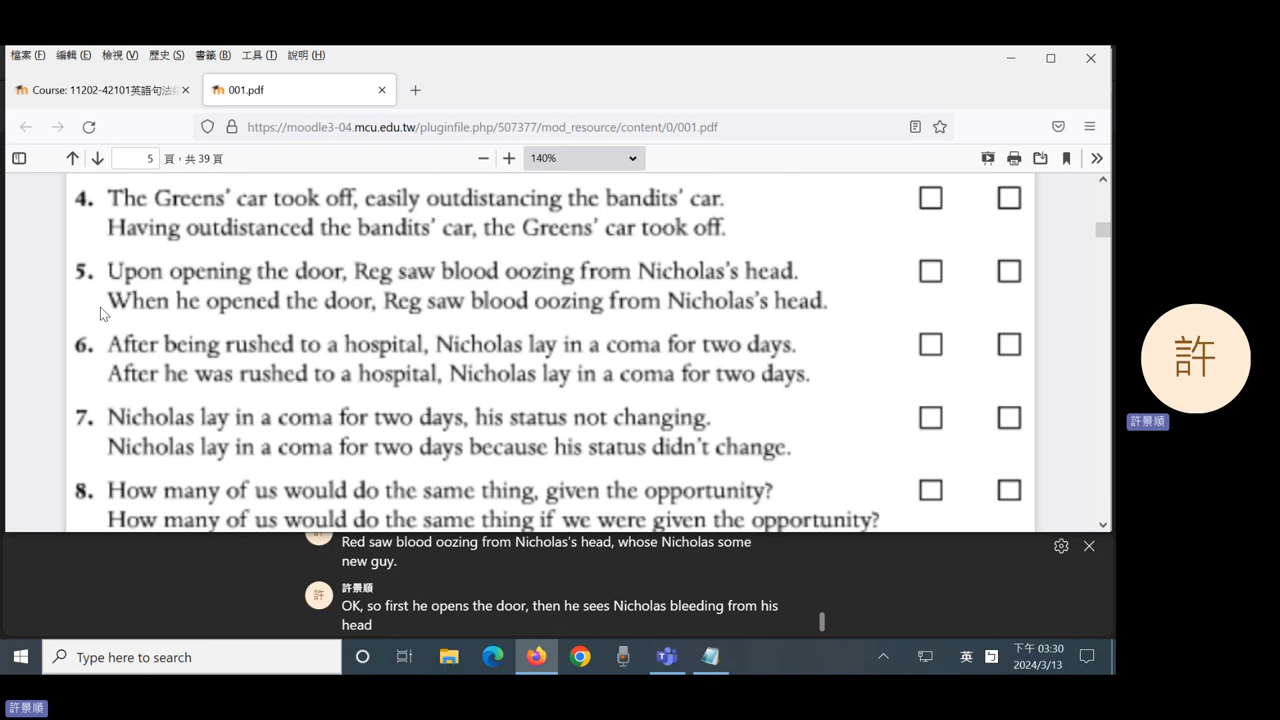 檔案 (F) 編輯 (E) 檢視 (V) 歷史 (S) 書籤 (B) 工具 (T) 說明 (H)
Course: 11202-42101英語句法 001.pdf
https://moodle3-04.mcu.edu.tw/pluginfile.php/507377/mod_resource/content/0/001.pdf
5 頁，共 39 頁 140%
4. The Greens' car took off, easily outdistancing the bandits' car.
Having outdistanced the bandits' car, the Greens' car took off.
5. Upon opening the door, Reg saw blood oozing from Nicholas's head.
When he opened the door, Reg saw blood oozing from Nicholas's head.
6. After being rushed to a hospital, Nicholas lay in a coma for two days.
After he was rushed to a hospital, Nicholas lay in a coma for two days.
7. Nicholas lay in a coma for two days, his status not changing.
Nicholas lay in a coma for two days because his status didn't change.
8. How many of us would do the same thing, given the opportunity?
How many of us would do the same thing if we were given the opportunity?
許
許景順
Red saw blood oozing from Nicholas's head, whose Nicholas some
new guy.
許景順
許
OK, so first he opens the door, then he sees Nicholas bleeding from his
head
Type here to search
英
下午 03:30
2024/3/13
許景順